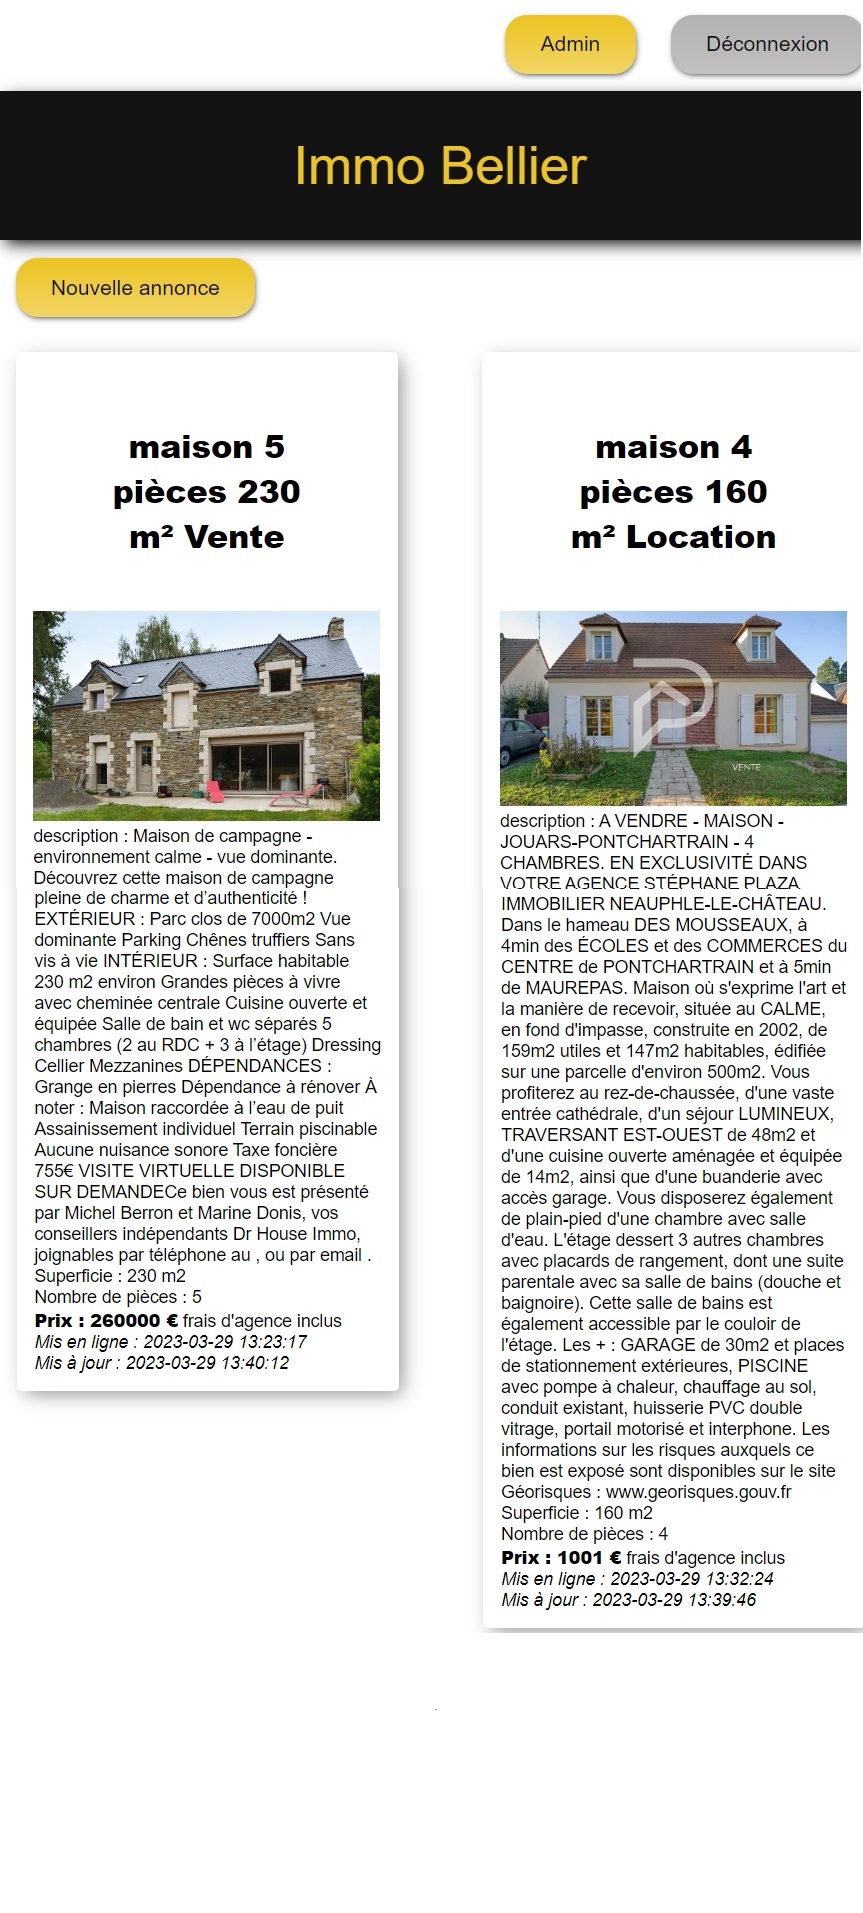 Admin
Déconnexion
Immo Bellier
Nouvelle annonce
maison 5
pièces 230
m² Vente
description : Maison de campagne -
environnement calme - vue dominante.
Découvrez cette maison de campagne
pleine de charme et d'authenticité !
EXTÉRIEUR : Parc clos de 7000m2 Vue
dominante Parking Chênes truffiers Sans
vis à vie INTÉRIEUR : Surface habitable
230 m2 environ Grandes pièces à vivre
avec cheminée centrale Cuisine ouverte et
équipée Salle de bain et wc séparés 5
chambres (2 au RDC + 3 à l'étage) Dressing
Cellier Mezzanines DÉPENDANCES :
Grange en pierres Dépendance à rénover À
noter : Maison raccordée à l'eau de puit
Assainissement individuel Terrain piscinable
Aucune nuisance sonore Taxe foncière
755€ VISITE VIRTUELLE DISPONIBLE
SUR DEMANDECe bien vous est présenté
par Michel Berron et Marine Donis, vos
conseillers indépendants Dr House Immo,
joignables par téléphone au , ou par email .
Superficie : 230 m2
Nombre de pièces : 5
Prix : 260000 € frais d'agence inclus
Mis en ligne : 2023-03-29 13:23:17
Mis à jour : 2023-03-29 13:40:12
maison 4
pièces 160
m² Location
VENTE
description : A VENDRE - MAISON -
JOUARS-PONTCHARTRAIN - 4
CHAMBRES. EN EXCLUSIVITÉ DANS
VOTRE AGENCE STÉPHANE PLAZA
IMMOBILIER NEAUPHLE-LE-CHÂTEAU.
Dans le hameau DES MOUSSEAUX, à
4min des ÉCOLES et des COMMERCES du
CENTRE de PONTCHARTRAIN et à 5min
de MAUREPAS. Maison où s'exprime l'art et
la manière de recevoir, située au CALME,
en fond d'impasse, construite en 2002, de
159m2 utiles et 147m2 habitables, édifiée
sur une parcelle d'environ 500m2. Vous
profiterez au rez-de-chaussée, d'une vaste
entrée cathédrale, d'un séjour LUMINEUX,
TRAVERSANT EST-OUEST de 48m2 et
d'une cuisine ouverte aménagée et équipée
de 14m2, ainsi que d'une buanderie avec
accès garage. Vous disposerez également
de plain-pied d'une chambre avec salle
d'eau. L'étage dessert 3 autres chambres
avec placards de rangement, dont une suite
parentale avec sa salle de bains (douche et
baignoire). Cette salle de bains est
également accessible par le couloir de
l'étage. Les + : GARAGE de 30m2 et places
de stationnement extérieures, PISCINE
avec pompe à chaleur, chauffage au sol,
conduit existant, huisserie PVC double
vitrage, portail motorisé et interphone. Les
informations sur les risques auxquels ce
bien est exposé sont disponibles sur le site
Géorisques : www.georisques.gouv.fr
Superficie : 160 m2
Nombre de pièces : 4
Prix : 1001 € frais d'agence inclus
Mis en ligne : 2023-03-29 13:32:24
Mis à jour : 2023-03-29 13:39:46